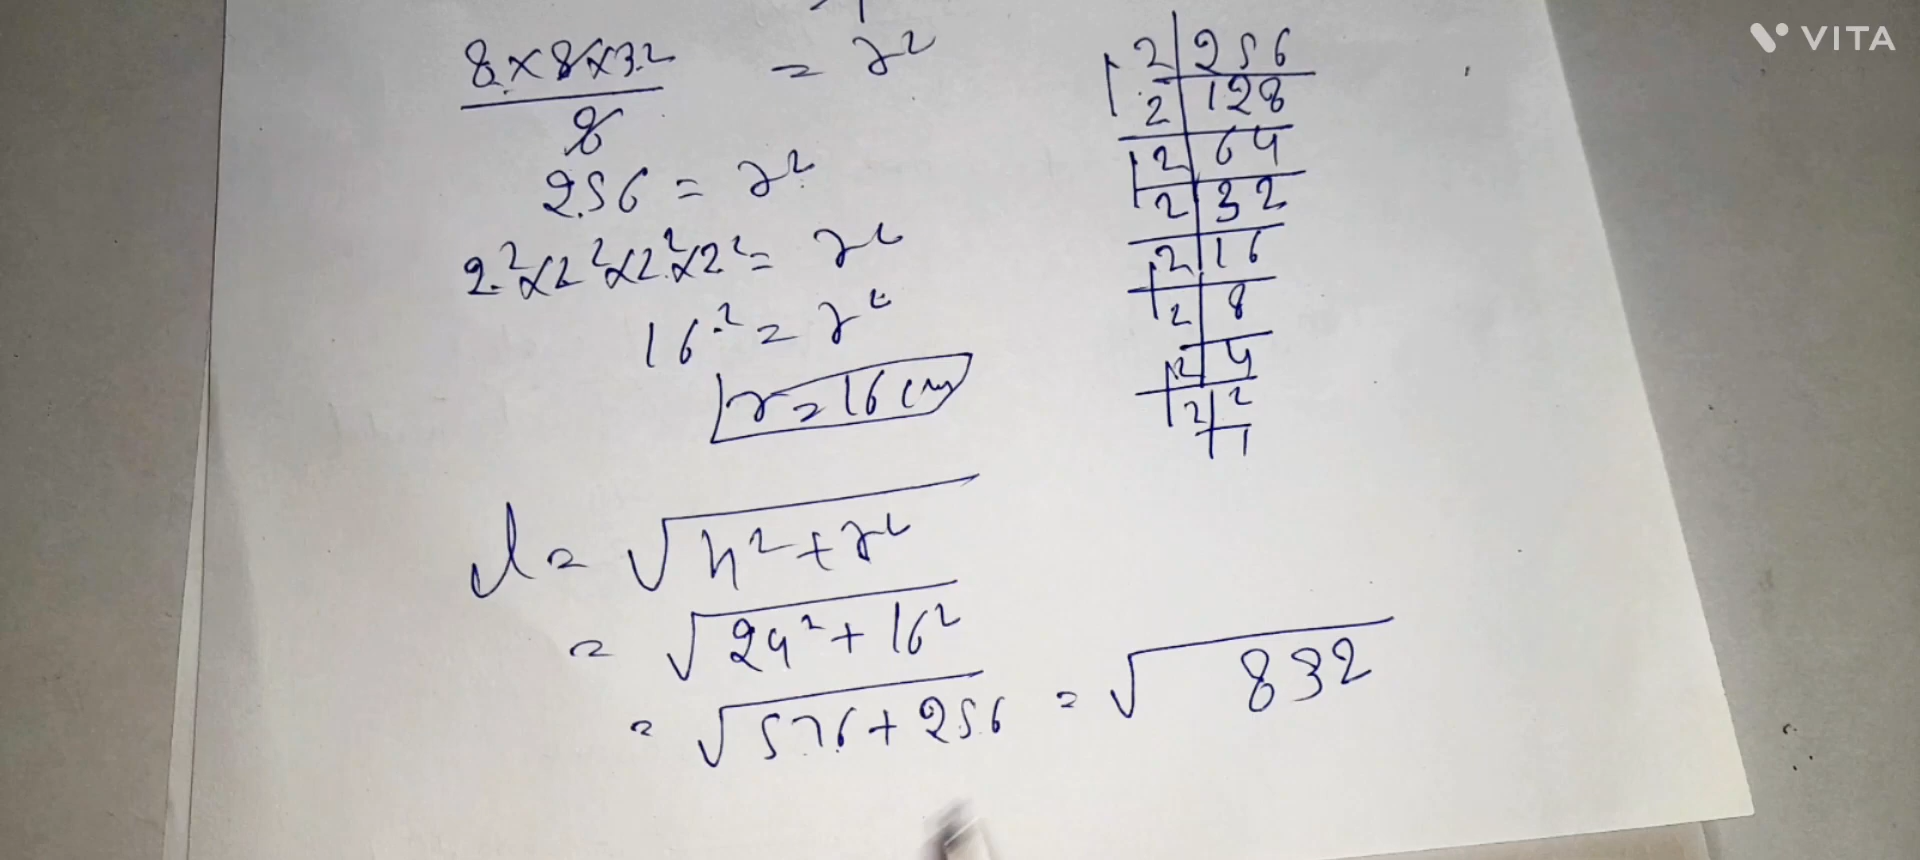 8×8×32 = r²
8
256 = r²
2²×2²×2²×2² = r²
16² = r²
r = 16 cm
l = √h² + r²
= √24² + 16²
= √576 + 256 = √832
2 | 256
2 | 128
2 | 64
2 | 32
2 | 16
2 | 8
2 | 4
2 | 2
1
VITA